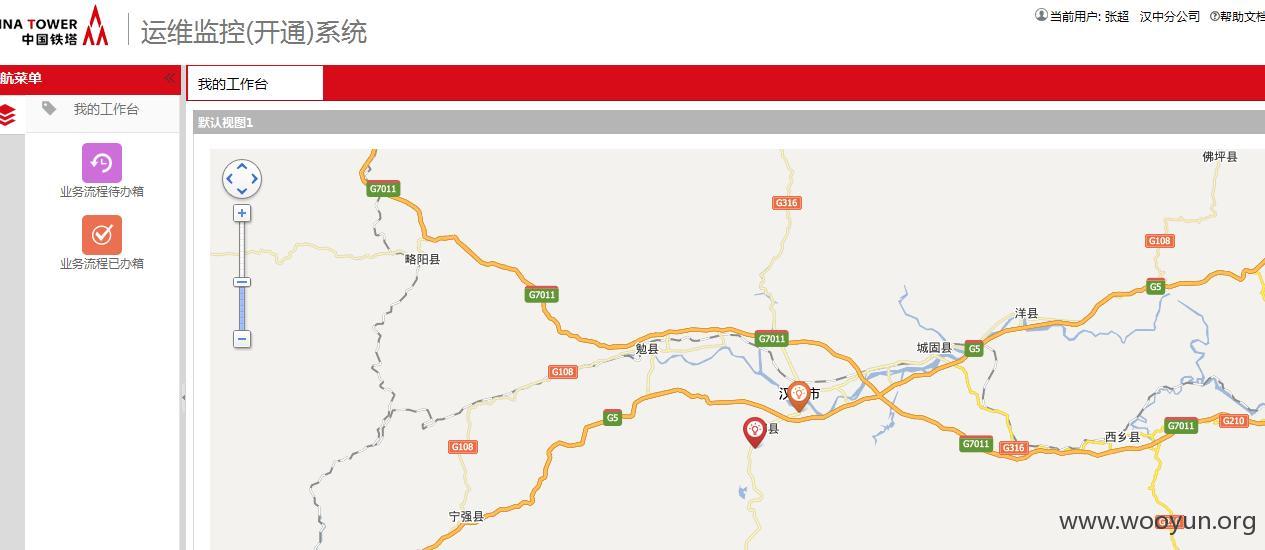 INA TOWER
中国铁塔
运维监控(开通)系统
当前用户: 张超 汉中分公司 帮助文档
航菜单
我的工作台
我的工作台
默认视图1
业务流程待办箱
业务流程已办箱
佛坪县
G7011
G316
G108
略阳县
G5
G7011
洋县
G7011
勉县
城固县
G5
G108
汉
市
G5
县
G210
G7011
西乡县
G7011
G316
G108
宁强县
www.wooyun.org